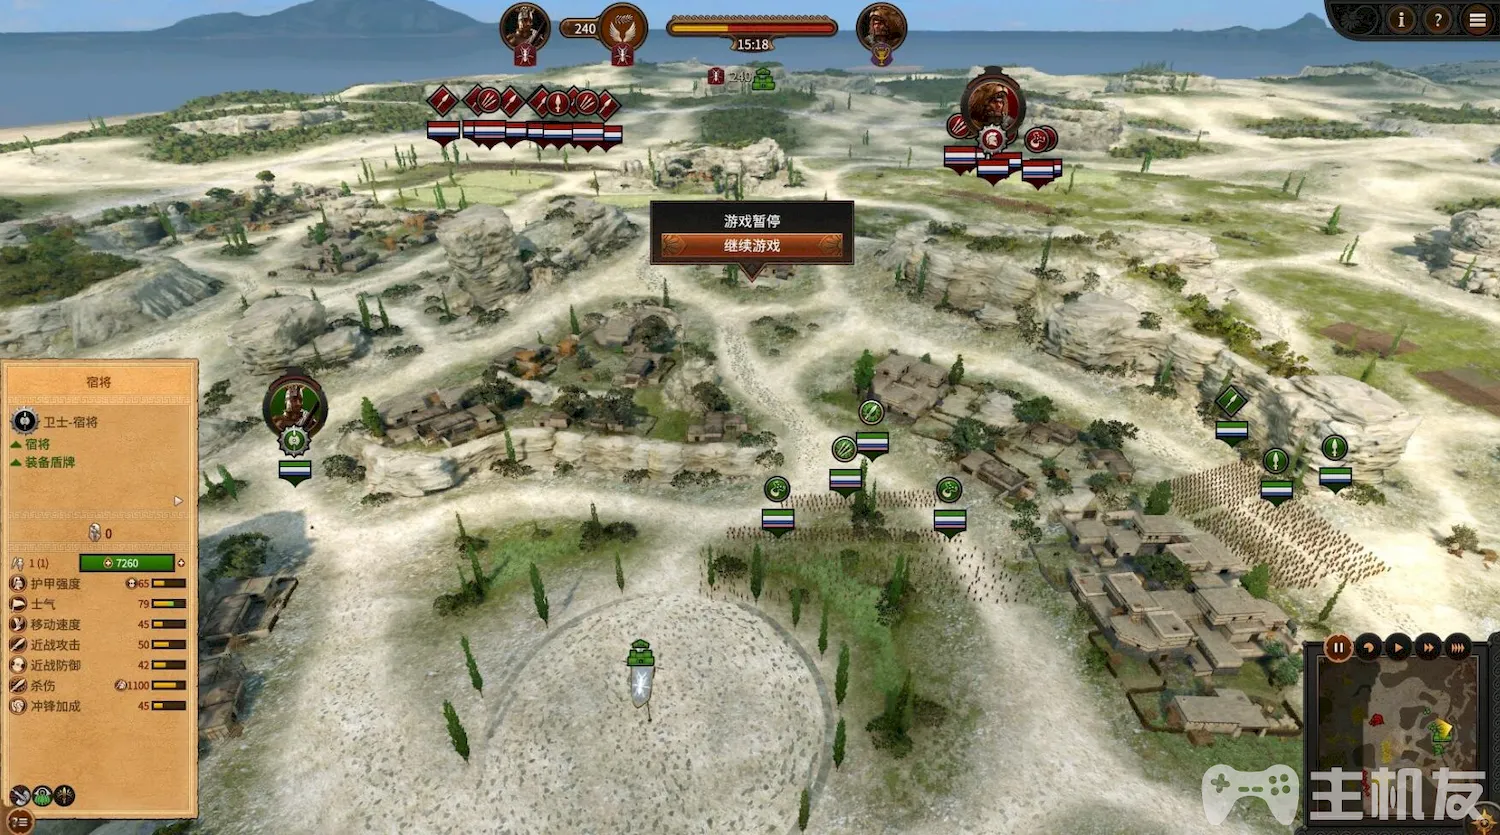 240
15:18
240
游戏暂停
继续游戏
宿将
卫士-宿将
宿将
装备盾牌
0
1 (1)
7260
护甲强度 65
士气 79
移动速度 45
近战攻击 50
近战防御 42
杀伤 1100
冲锋加成 45
主机友